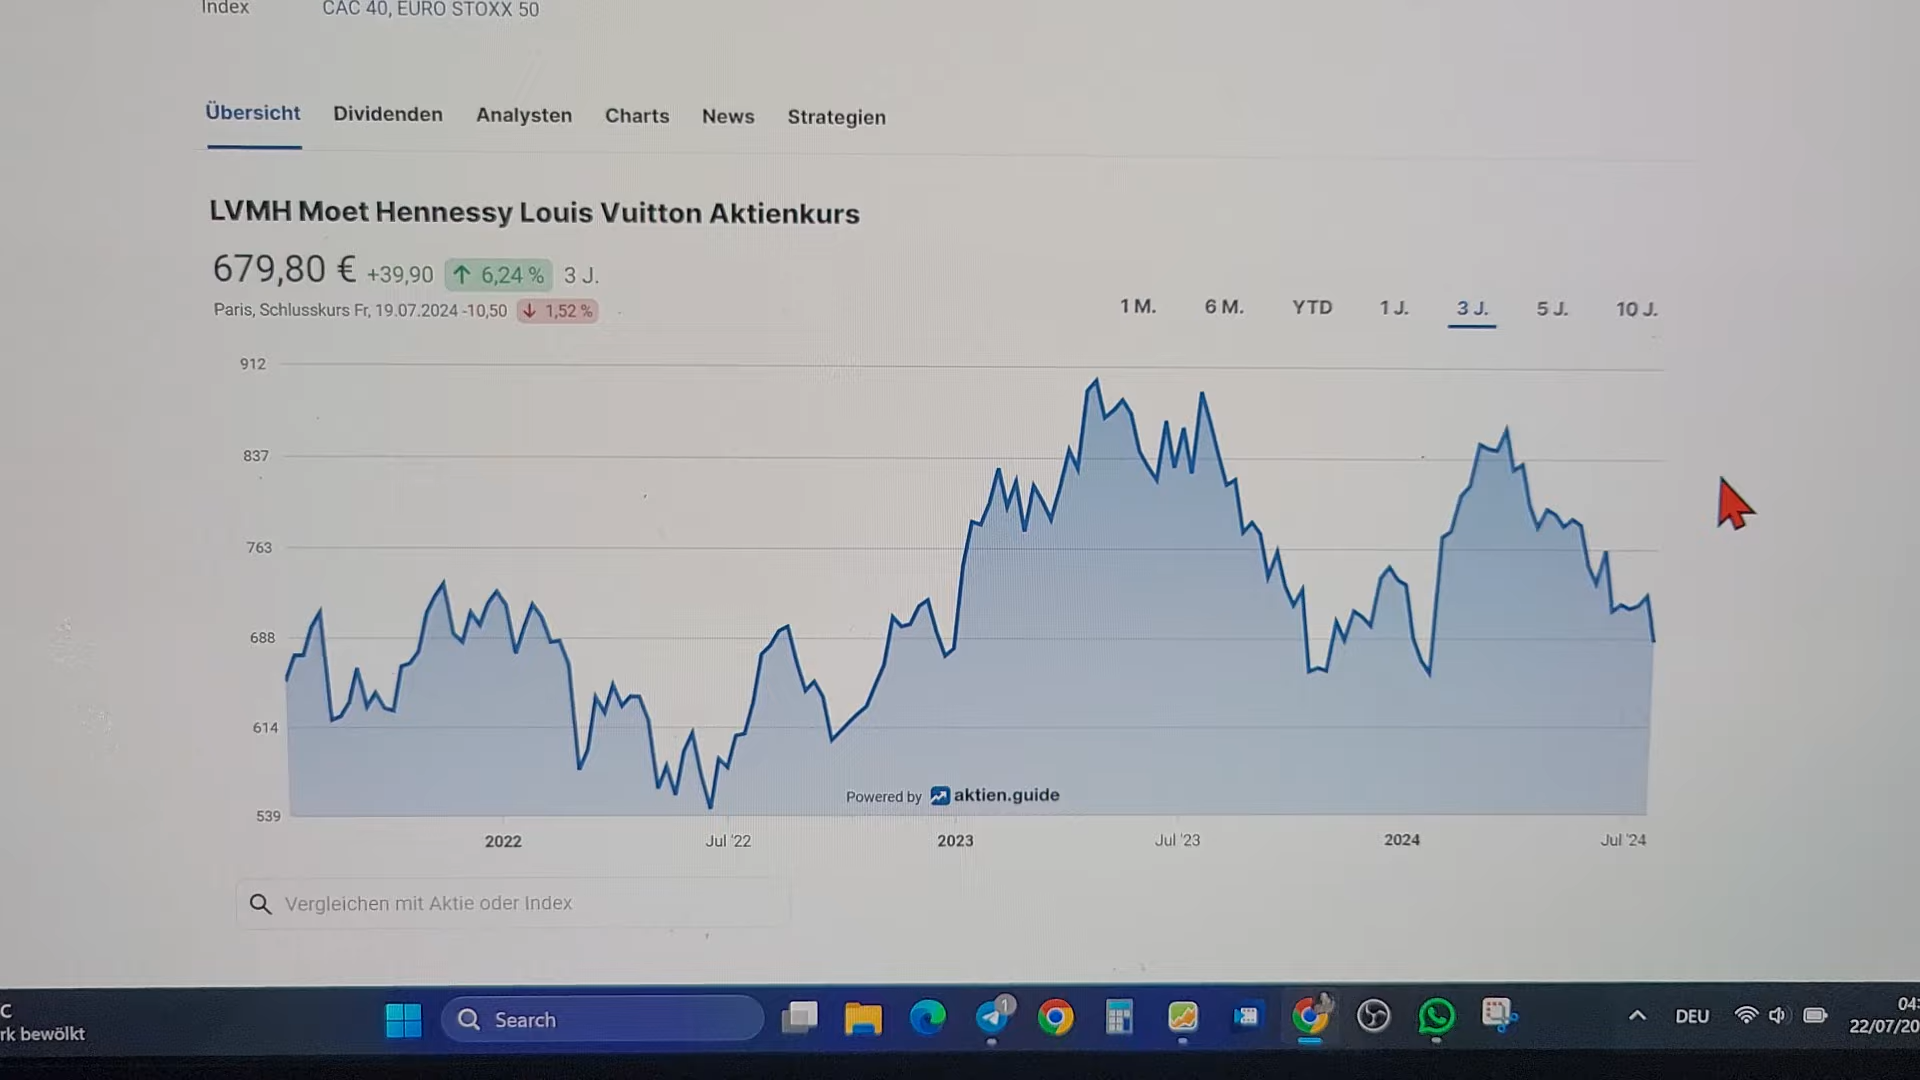 Index CAC 40, EURO STOXX 50
Übersicht Dividenden Analysten Charts News Strategien
LVMH Moet Hennessy Louis Vuitton Aktienkurs
679,80 € +39,90 ↑ 6,24 % 3 J.
Paris, Schlusskurs Fr, 19.07.2024 -10,50 ↓ 1,52 %
1 M. 6 M. YTD 1 J. 3 J. 5 J. 10 J.
912
837
763
688
614
539
Powered by aktien.guide
2022 Jul '22 2023 Jul '23 2024 Jul '24
Vergleichen mit Aktie oder Index
C
rk bewölkt
Search
1
DEU
04:
22/07/20